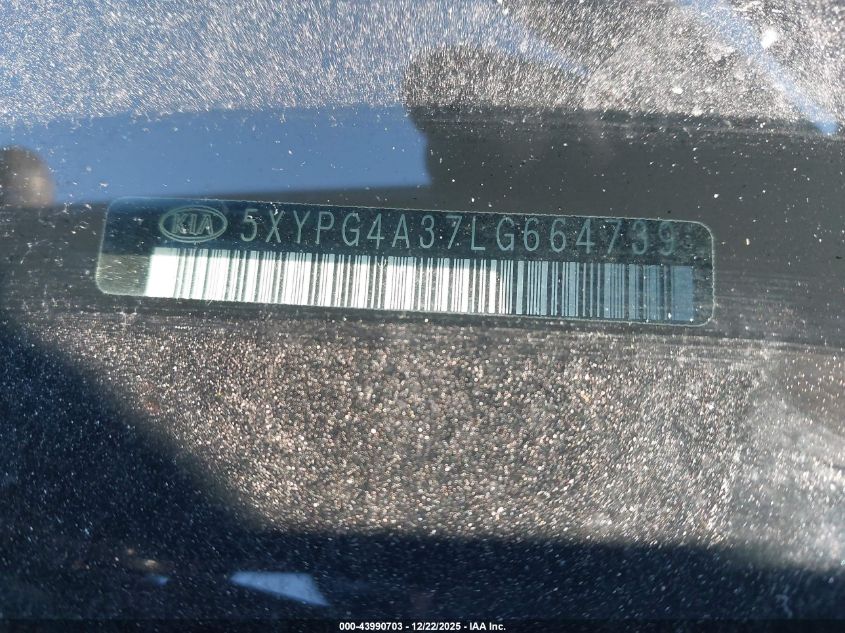 KIA 5XYPG4A37LG664739
000-43990703 - 12/22/2025 - IAA Inc.